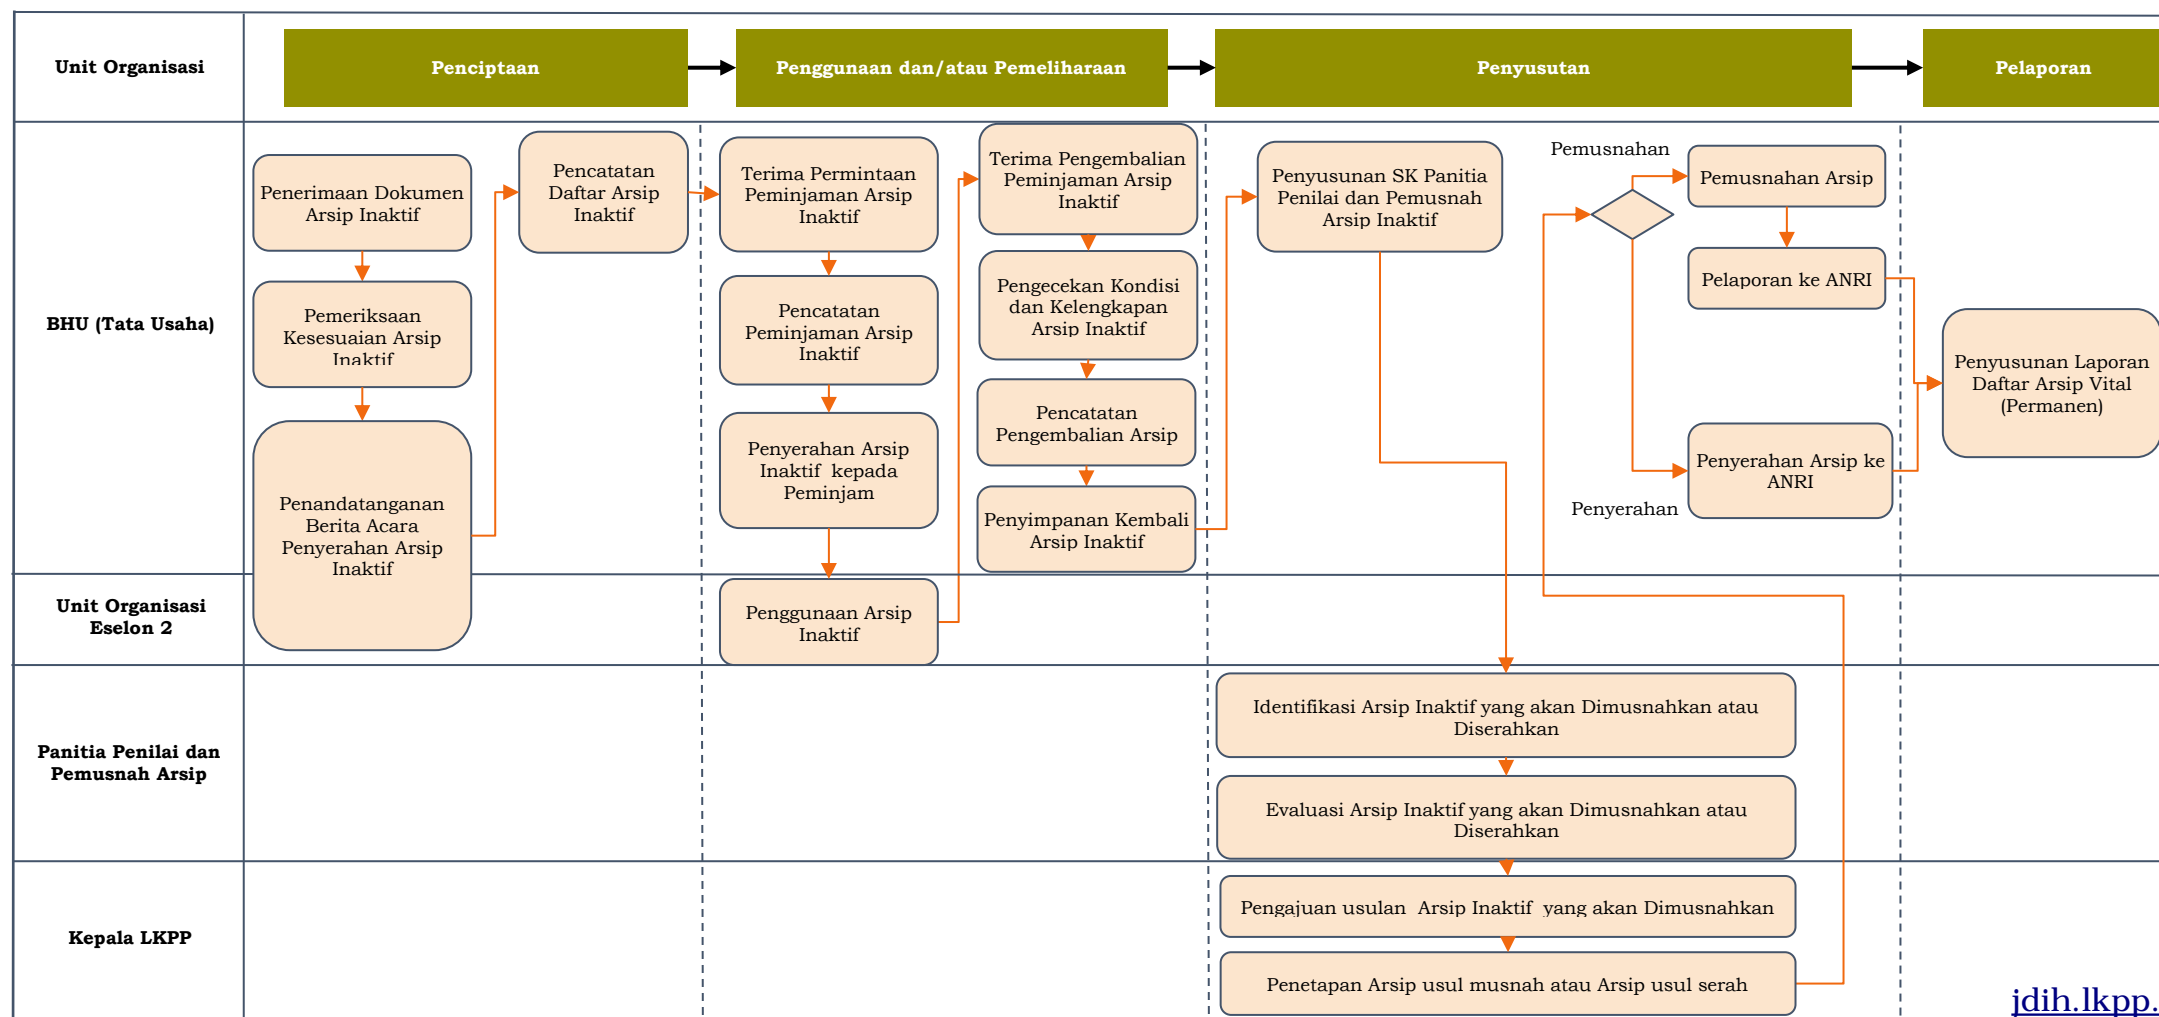 Unit Organisasi
Penciptaan
Penggunaan dan/atau Pemeliharaan
Penyusutan
Pelaporan
BHU (Tata Usaha)
Penerimaan Dokumen
Arsip Inaktif
Pemeriksaan
Kesesuaian Arsip
Inaktif
Penandatanganan
Berita Acara
Penyerahan Arsip
Inaktif
Pencatatan
Daftar Arsip
Inaktif
Terima Permintaan
Peminjaman Arsip
Inaktif
Pencatatan
Peminjaman Arsip
Inaktif
Penyerahan Arsip
Inaktif kepada
Peminjam
Terima Pengembalian
Peminjaman Arsip
Inaktif
Pengecekan Kondisi
dan Kelengkapan
Arsip Inaktif
Pencatatan
Pengembalian Arsip
Penyimpanan Kembali
Arsip Inaktif
Penyusunan SK Panitia
Penilai dan Pemusnah
Arsip Inaktif
Pemusnahan
Pemusnahan Arsip
Pelaporan ke ANRI
Penyerahan Arsip ke
ANRI
Penyerahan
Penyusunan Laporan
Daftar Arsip Vital
(Permanen)
Unit Organisasi
Eselon 2
Penggunaan Arsip
Inaktif
Panitia Penilai dan
Pemusnah Arsip
Identifikasi Arsip Inaktif yang akan Dimusnahkan atau
Diserahkan
Evaluasi Arsip Inaktif yang akan Dimusnahkan atau
Diserahkan
Kepala LKPP
Pengajuan usulan Arsip Inaktif yang akan Dimusnahkan
Penetapan Arsip usul musnah atau Arsip usul serah
jdih.lkpp.